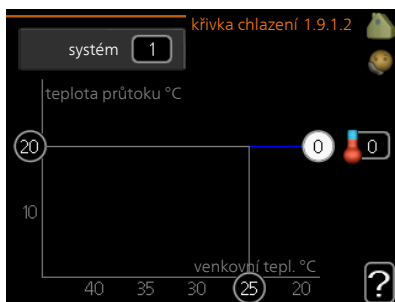 křivka chlazení 1.9.1.2
systém 1
teplota průtoku °C
20 0 0
10
venkovní tepl. °C
40 35 30 25 20
?